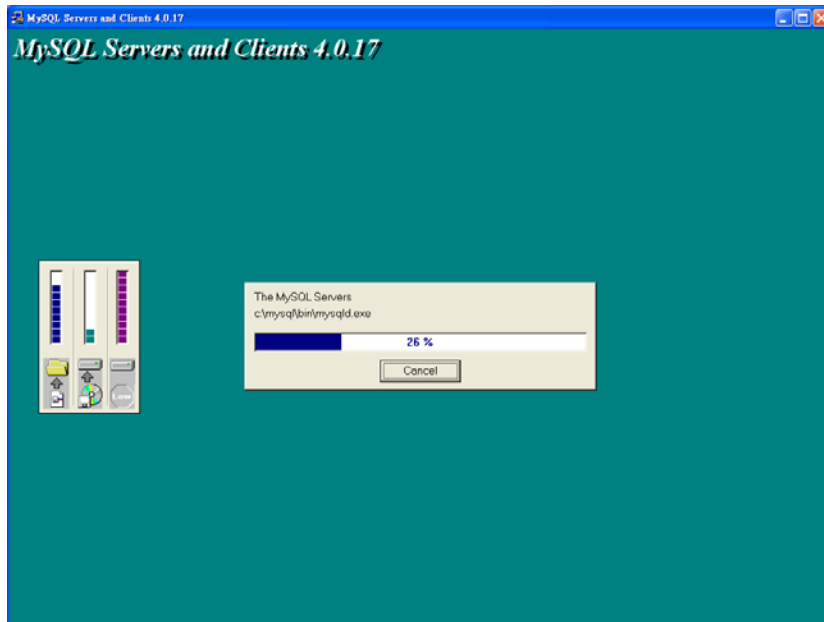 MySQL Servers and Clients 4.0.17
MySQL Servers and Clients 4.0.17
The MySQL Servers
c:\mysql\bin\mysqld.exe
26 %
Cancel
Low